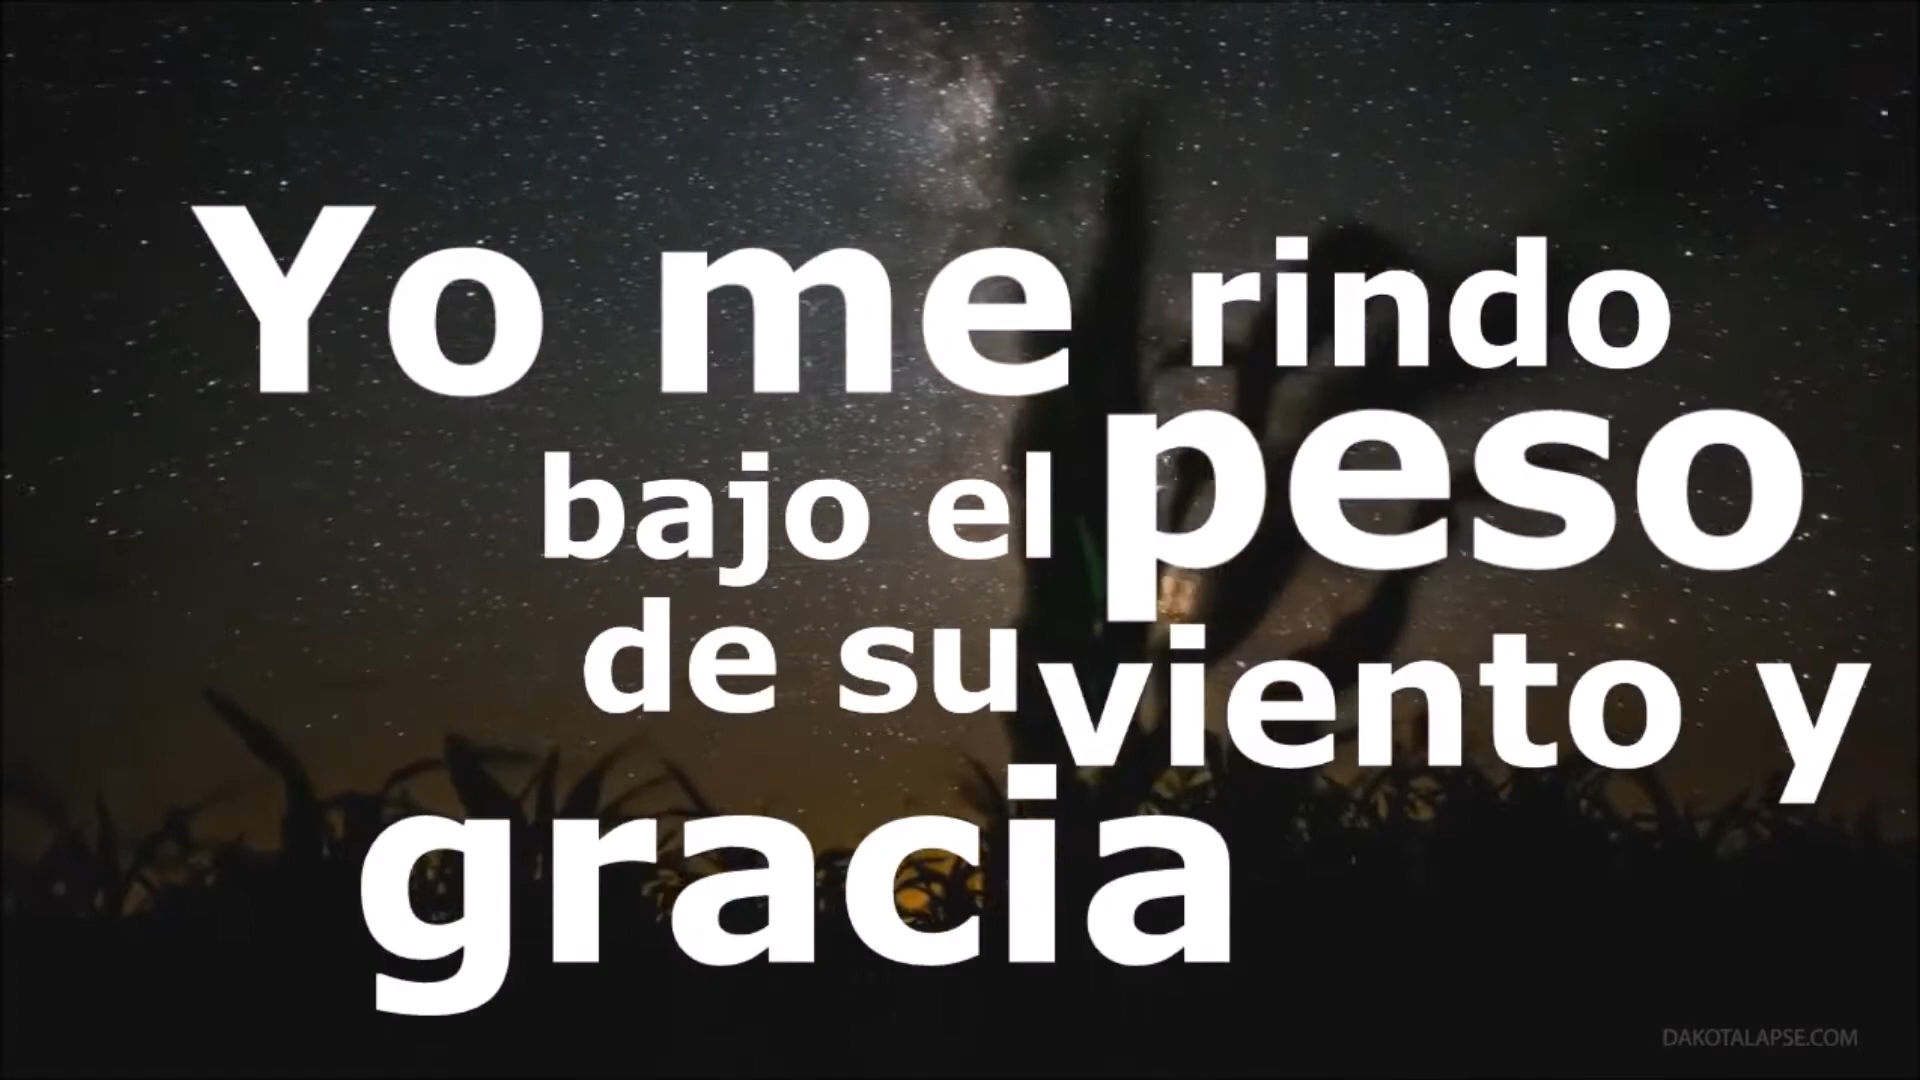 Yo me rindo
bajo el peso
de su viento y
gracia
DAKOTALAPSE.COM